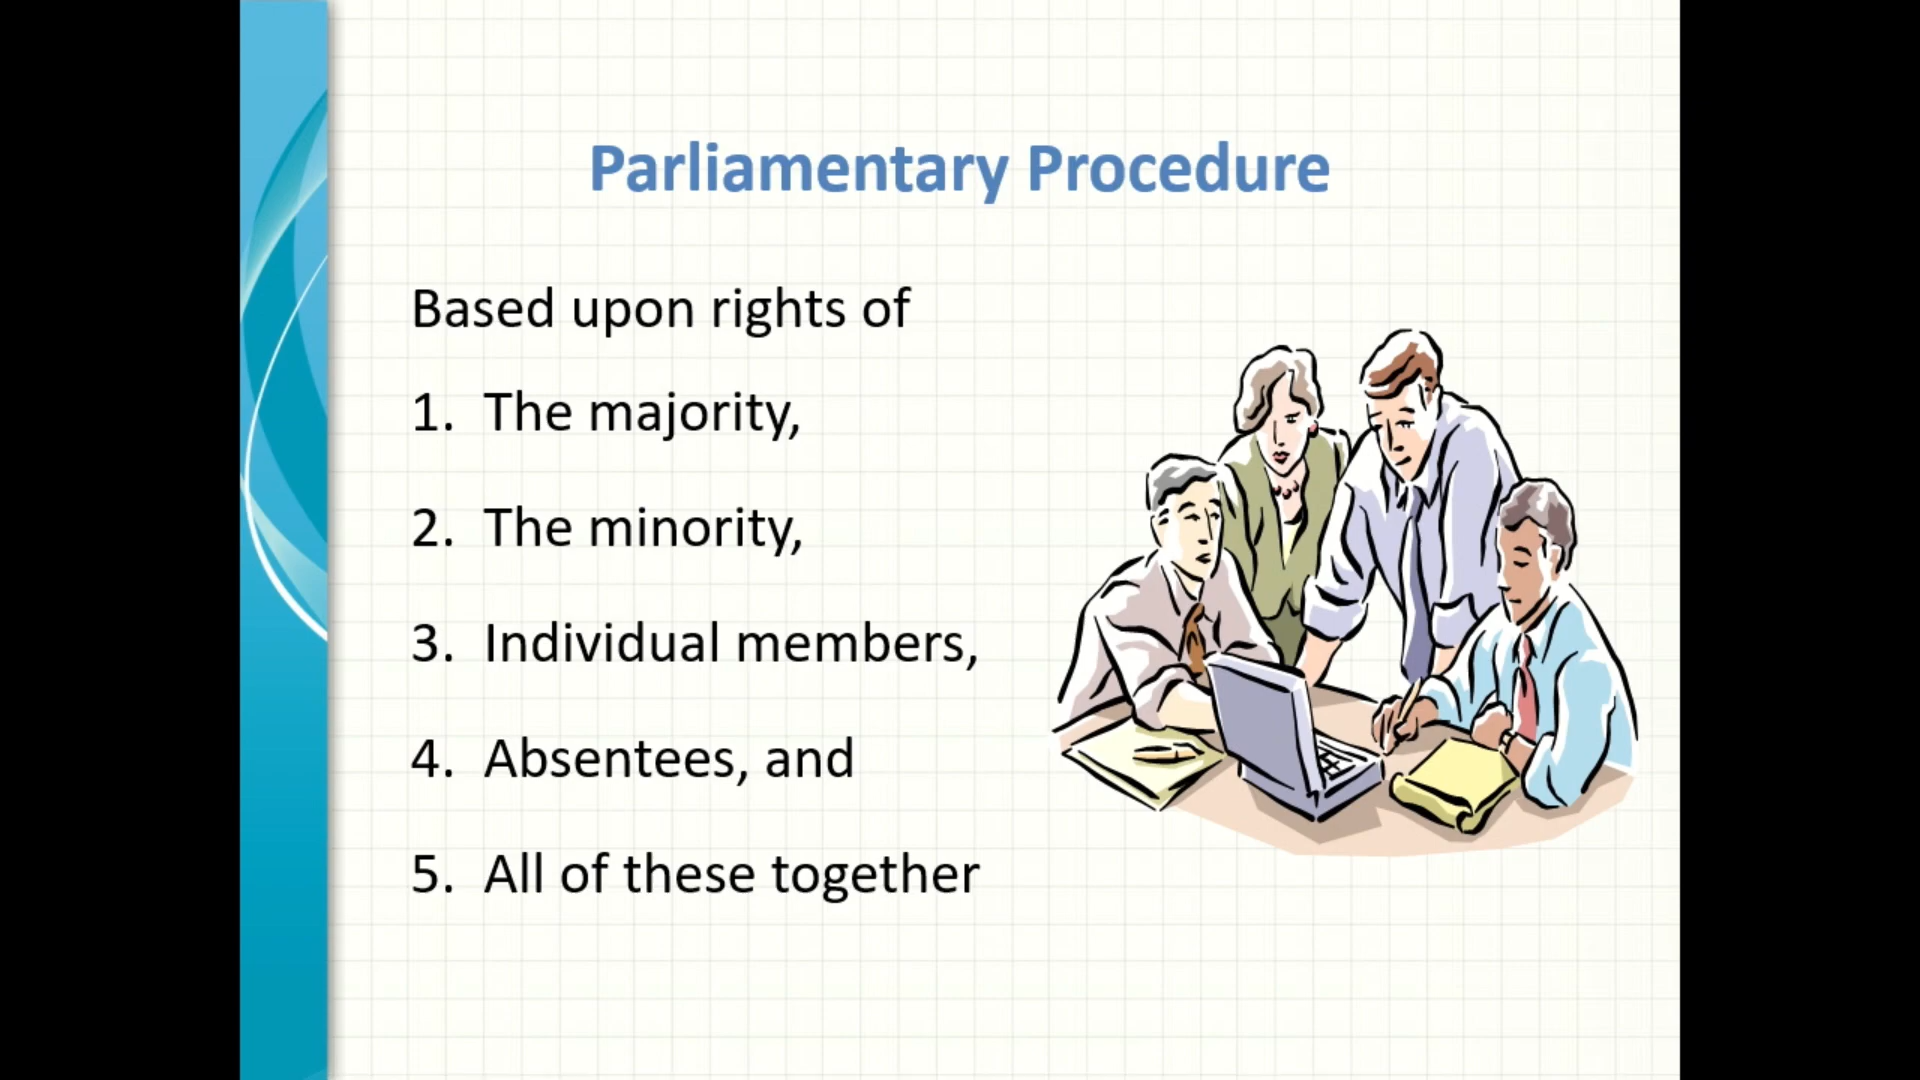 Parliamentary Procedure
Based upon rights of
1. The majority,
2. The minority,
3. Individual members,
4. Absentees, and
5. All of these together